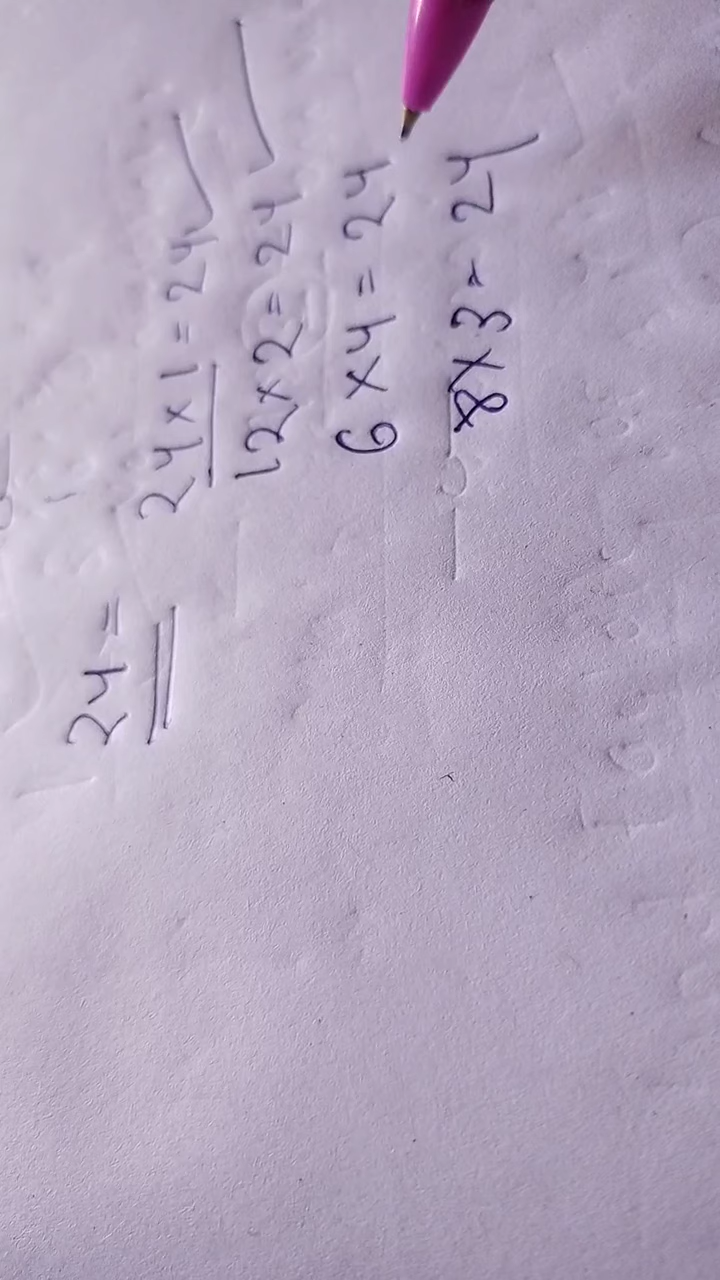 24 =
24 x 1 = 24
12 x 2 = 24
6 x 4 = 24
8 x 3 = 24